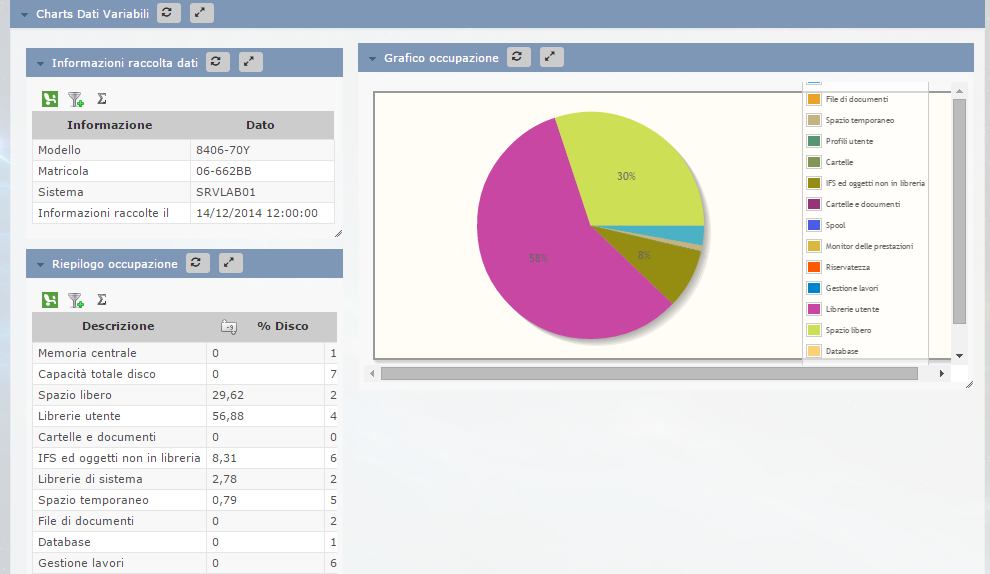 Charts Dati Variabili
Informazioni raccolta dati
Σ
Informazione Dato
Modello 8406-70Y
Matricola 06-662BB
Sistema SRVLAB01
Informazioni raccolte il 14/12/2014 12:00:00
Riepilogo occupazione
Σ
Descrizione % Disco
Memoria centrale 0 1
Capacità totale disco 0 7
Spazio libero 29,62 2
Librerie utente 56,88 4
Cartelle e documenti 0 0
IFS ed oggetti non in libreria 8,31 6
Librerie di sistema 2,78 2
Spazio temporaneo 0,79 5
File di documenti 0 2
Database 0 1
Gestione lavori 0 6
Grafico occupazione
30%
58%
8%
File di documenti
Spazio temporaneo
Profili utente
Cartelle
IFS ed oggetti non in libreria
Cartelle e documenti
Spool
Monitor delle prestazioni
Riservatezza
Gestione lavori
Librerie utente
Spazio libero
Database